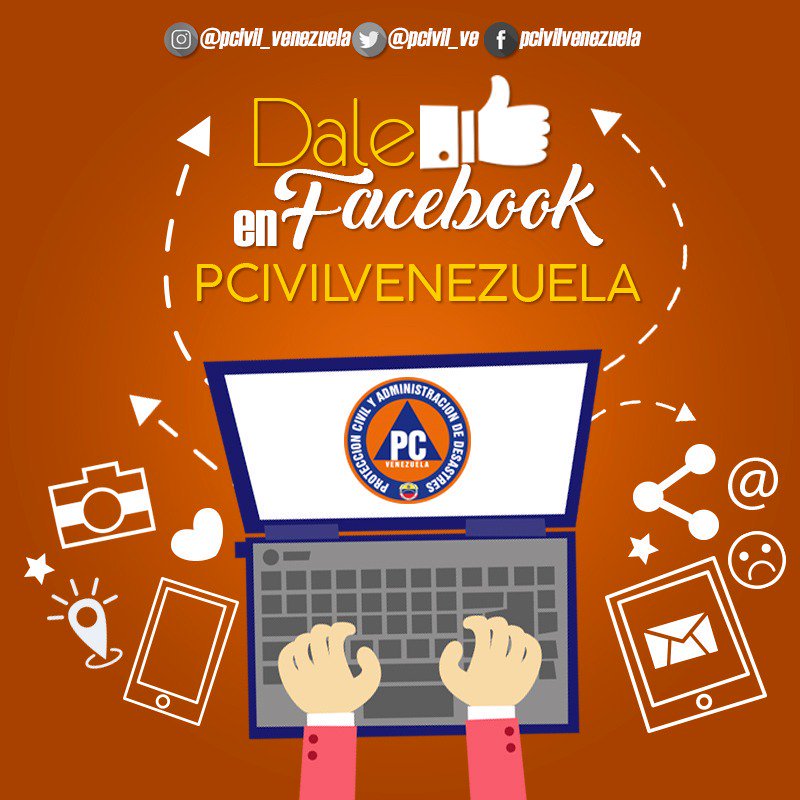 @pcivil_venezuela @pcivil_ve f pcivilvenezuela
Dale
en Facebook
PCIVILVENEZUELA
PROTECCION CIVIL Y ADMINISTRACION DE DESASTRES
PC
VENEZUELA
@